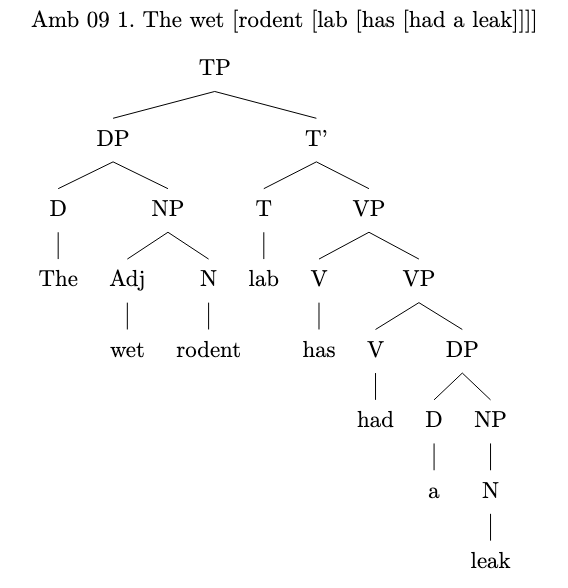 Amb 09 1. The wet [rodent [lab [has [had a leak]]]]
TP
DP T'
D NP T VP
The Adj N lab V VP
wet rodent has V DP
had D NP
a N
leak